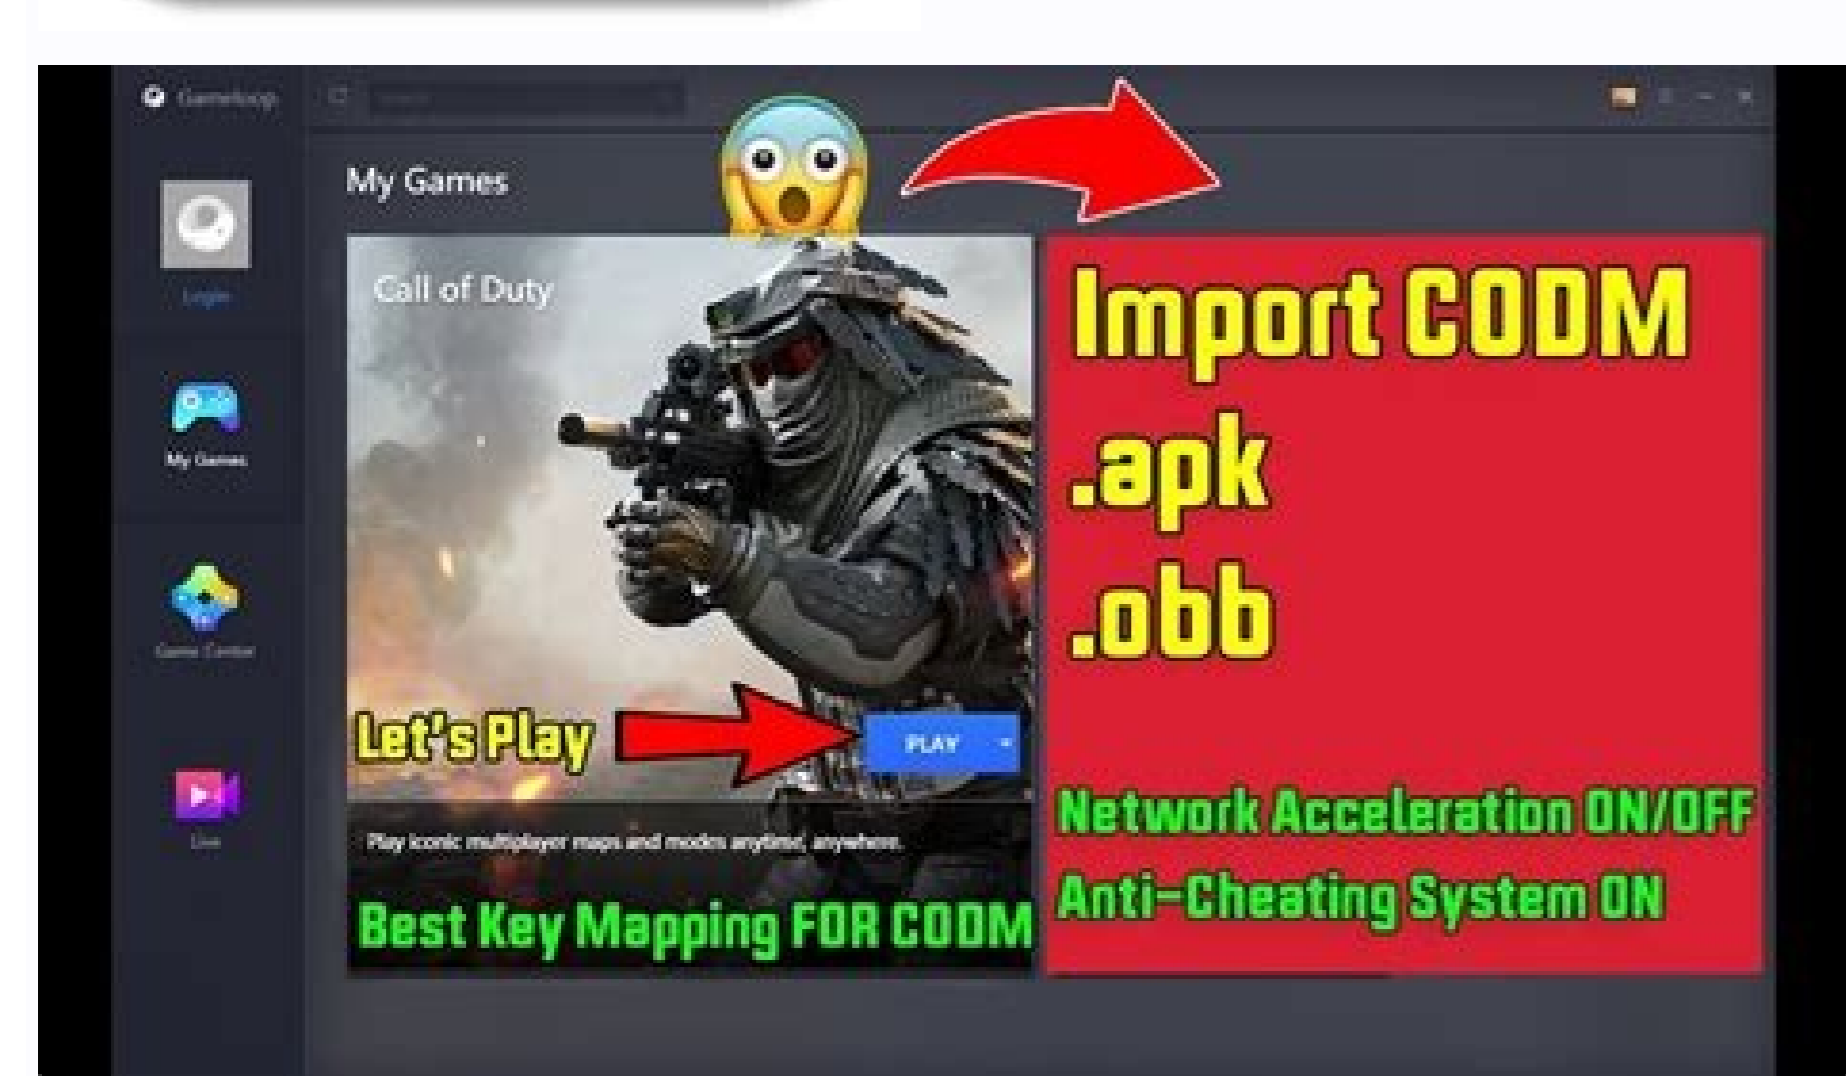 Gameloop
My Games
Login
Call of Duty
Import CODM
.apk
.obb
My Games
Game Center
Let's Play
PLAY
Live
Play iconic multiplayer maps and modes anytime, anywhere.
Network Acceleration ON/OFF
Anti-Cheating System ON
Best Key Mapping FOR CODM